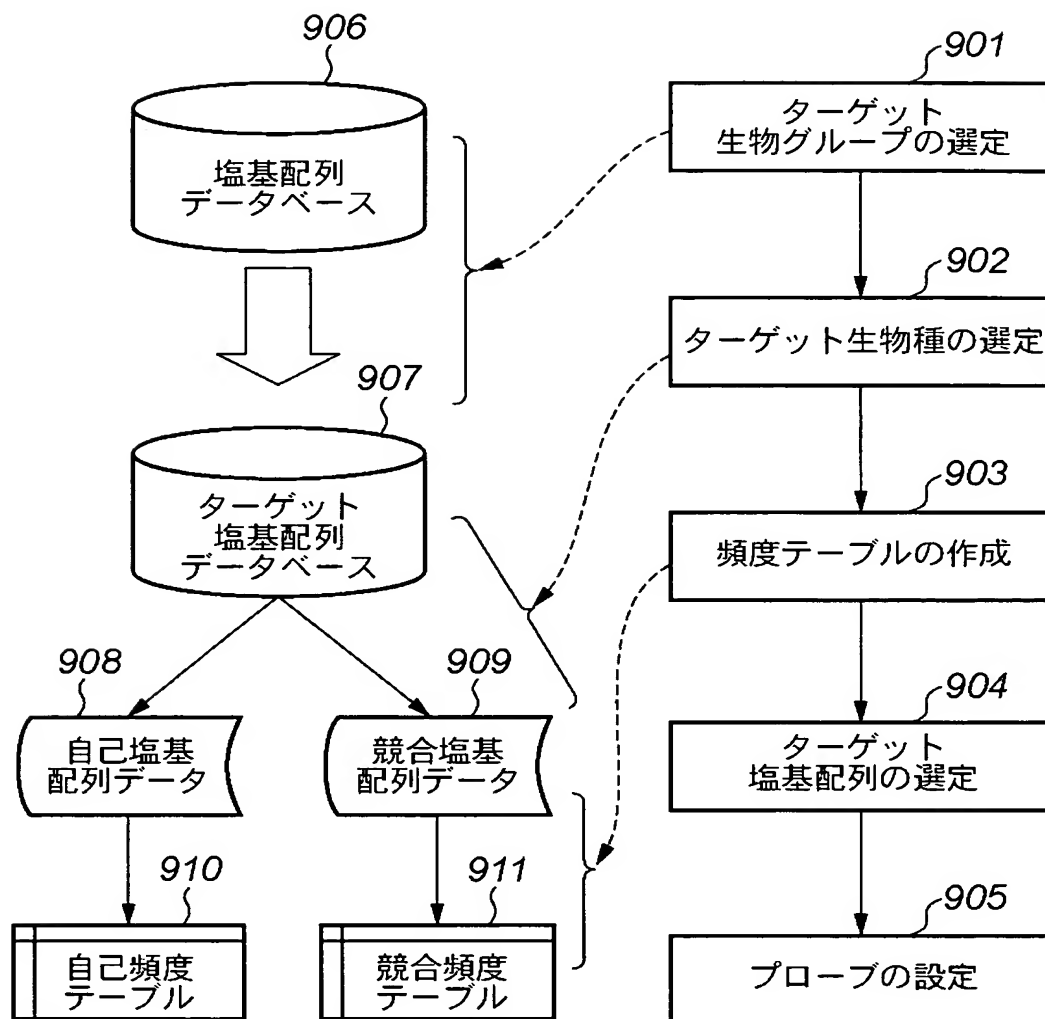 906
塩基配列
データベース
907
ターゲット
塩基配列
データベース
908
自己塩基
配列データ
909
競合塩基
配列データ
910
自己頻度
テーブル
911
競合頻度
テーブル
901
ターゲット
生物グループの選定
902
ターゲット生物種の選定
903
頻度テーブルの作成
904
ターゲット
塩基配列の選定
905
プローブの設定